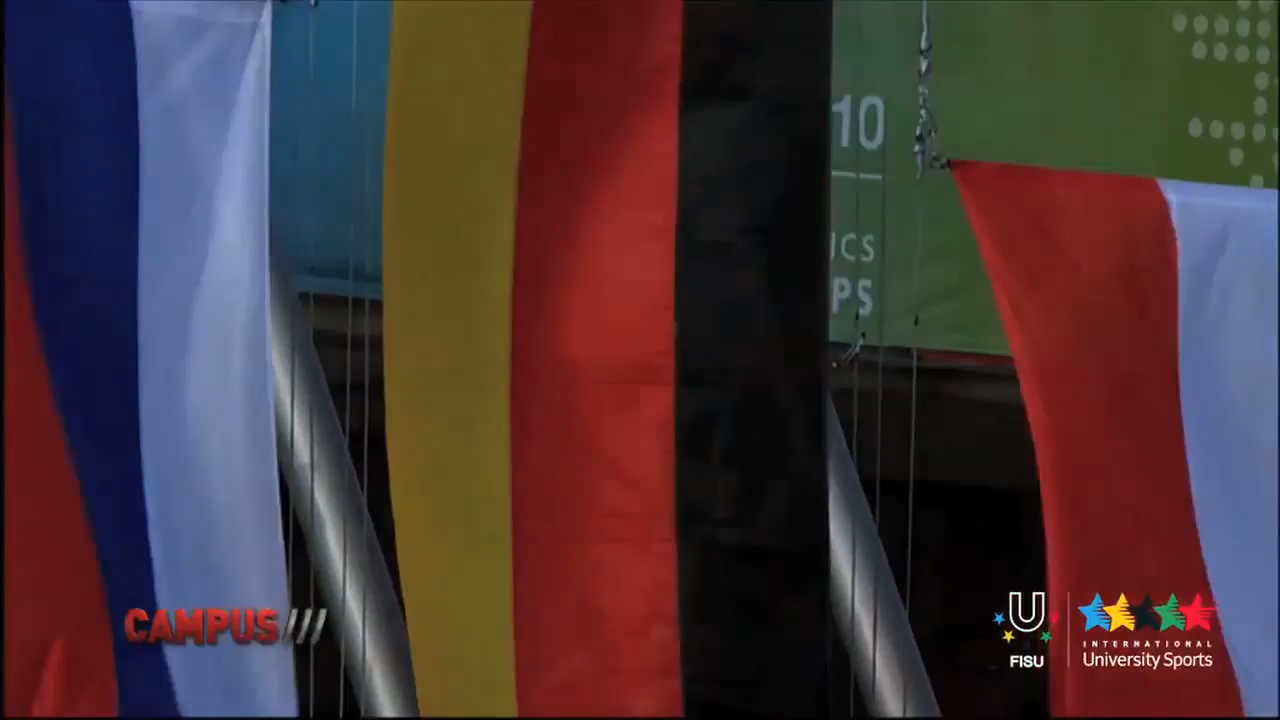 10
ICS
PS
CAMPUS///
U
FISU
INTERNATIONAL
University Sports